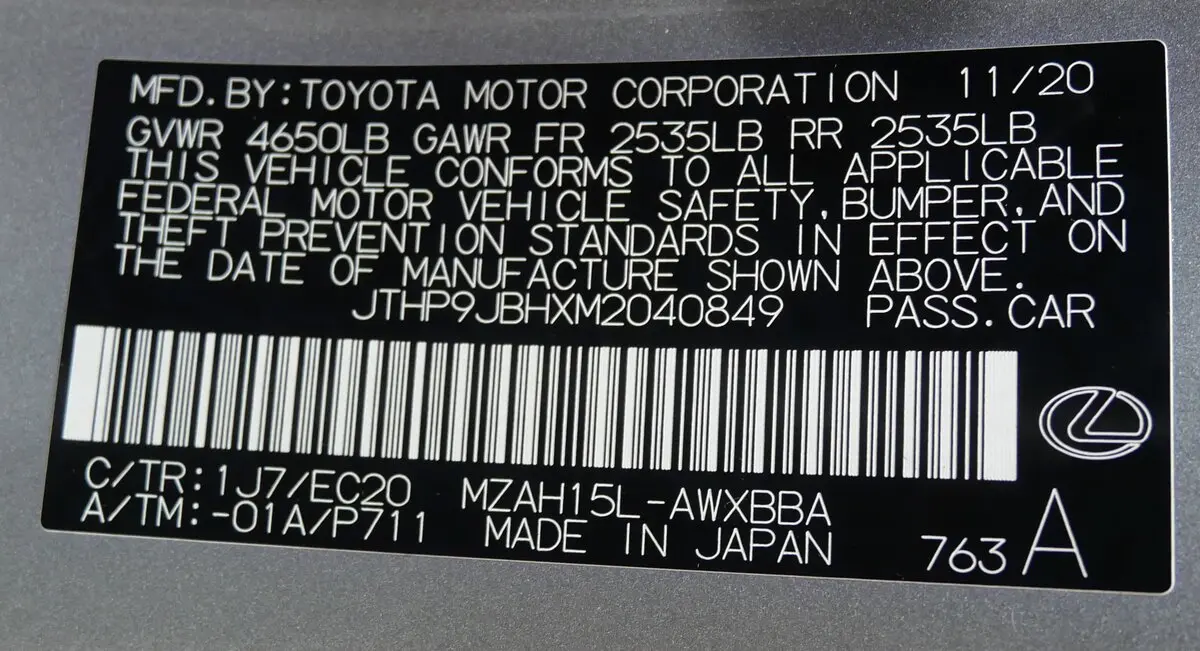 MFD.BY:TOYOTA MOTOR CORPORATION 11/20
GVWR 4650LB GAWR FR 2535LB RR 2535LB
THIS VEHICLE CONFORMS TO ALL APPLICABLE
FEDERAL MOTOR VEHICLE SAFETY,BUMPER,AND
THEFT PREVENTION STANDARDS IN EFFECT ON
THE DATE OF MANUFACTURE SHOWN ABOVE.
JTHP9JBHXM2040849 PASS.CAR
C/TR:1J7/EC20 MZAH15L-AWXBBA
A/TM:-01A/P711 MADE IN JAPAN 763 A